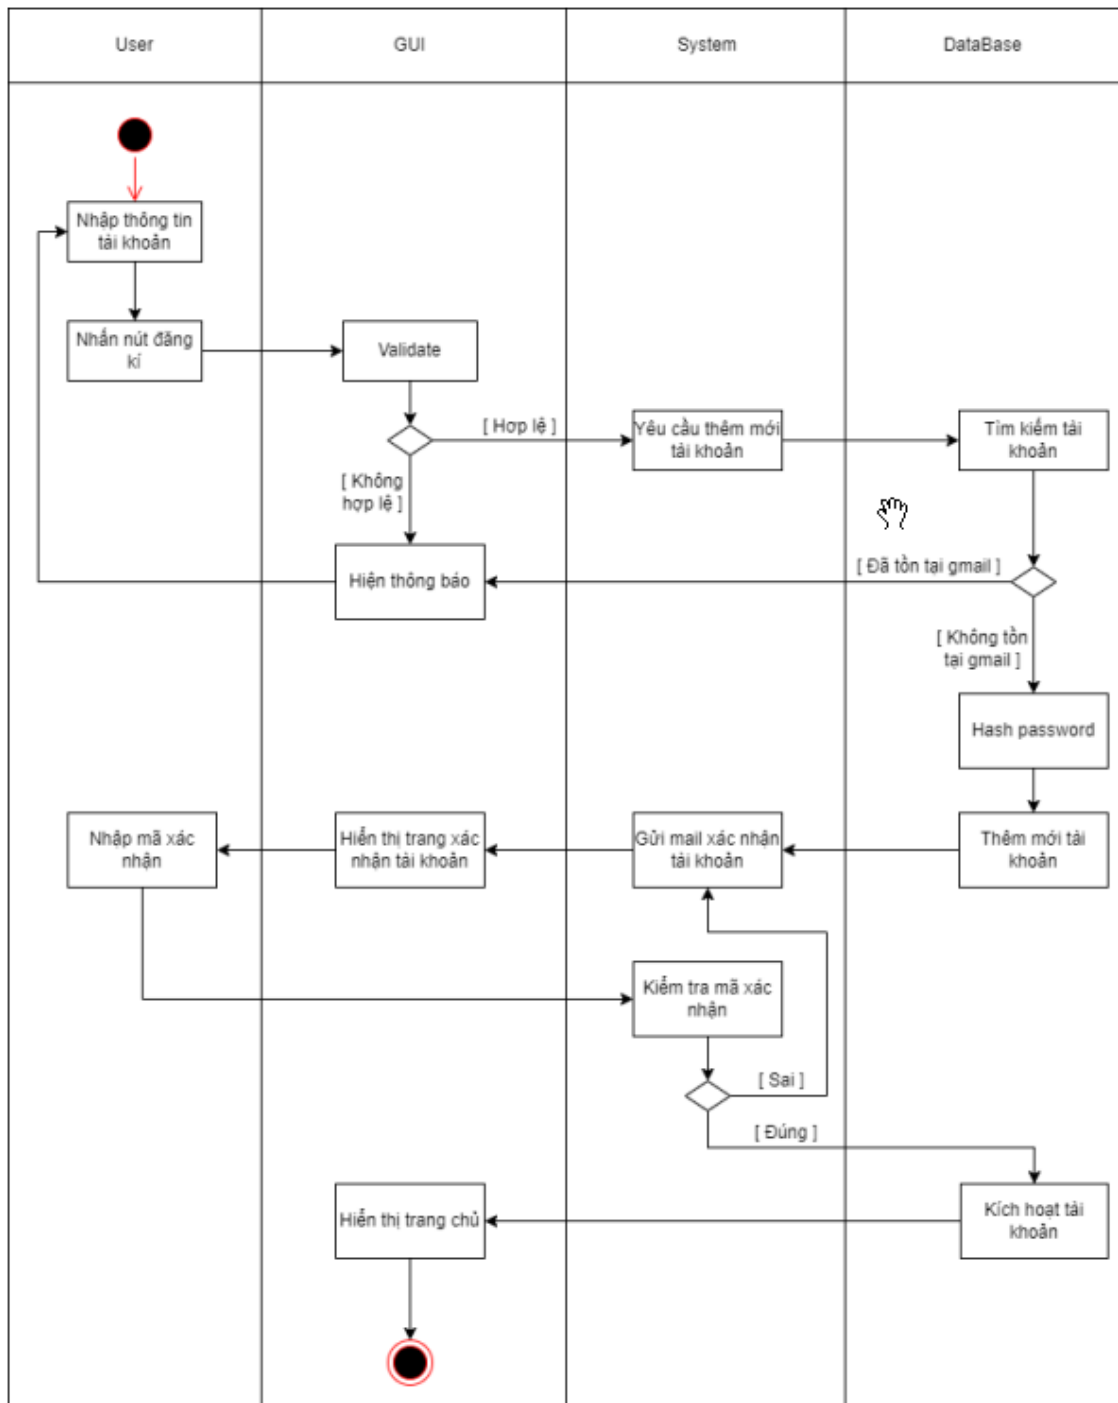 User
GUI
System
DataBase
Nhập thông tin
tài khoản
Nhấn nút đăng
kí
Validate
[ Hợp lệ ]
Yêu cầu thêm mới
tài khoản
Tìm kiếm tài
khoản
[ Không
hợp lệ ]
Hiện thông báo
[ Đã tồn tại gmail ]
[ Không tồn
tại gmail ]
Hash password
Nhập mã xác
nhận
Hiển thị trang xác
nhận tài khoản
Gửi mail xác nhận
tài khoản
Thêm mới tài
khoản
Kiểm tra mã xác
nhận
[ Sai ]
[ Đúng ]
Hiển thị trang chủ
Kích hoạt tài
khoản